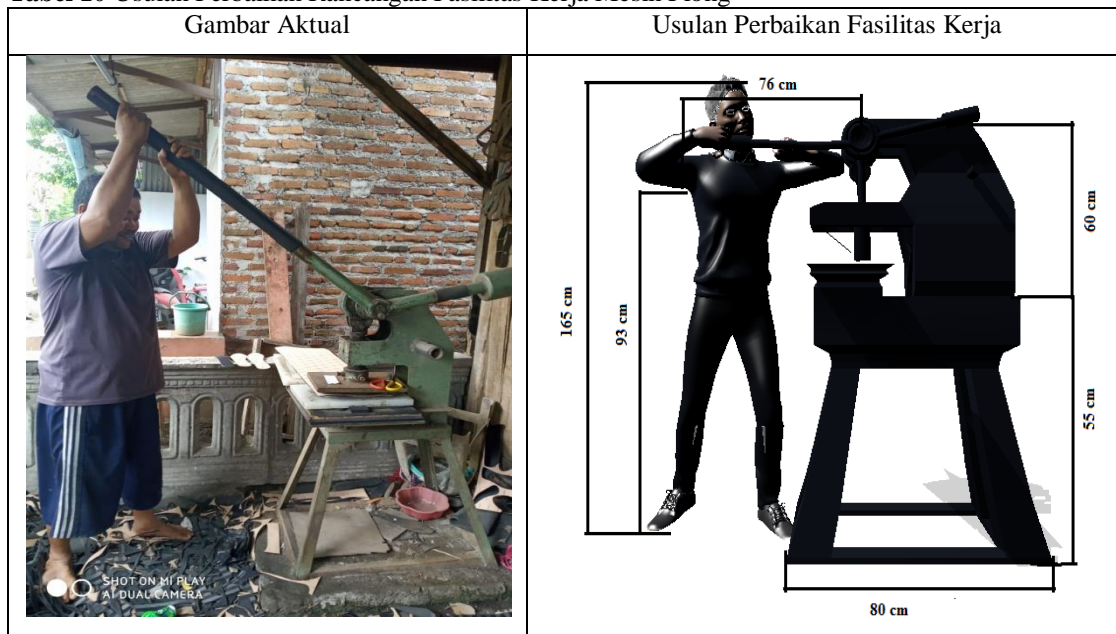 Tabel 20 Usulan Perbaikan Rancangan Fasilitas Kerja Mesin Plong
Gambar Aktual
Usulan Perbaikan Fasilitas Kerja
SHOT ON MI PLAY
AI DUAL CAMERA
76 cm
165 cm
93 cm
60 cm
55 cm
80 cm